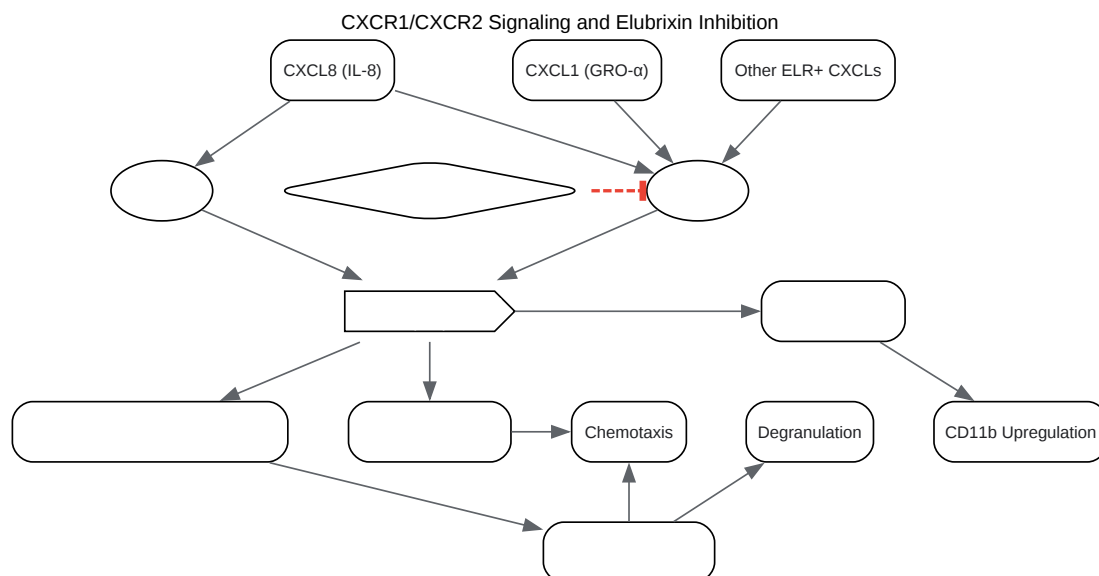 CXCR1/CXCR2 Signaling and Elubrixin Inhibition
CXCL8 (IL-8)
CXCL1 (GRO-α)
Other ELR+ CXCLs
Chemotaxis
Degranulation
CD11b Upregulation